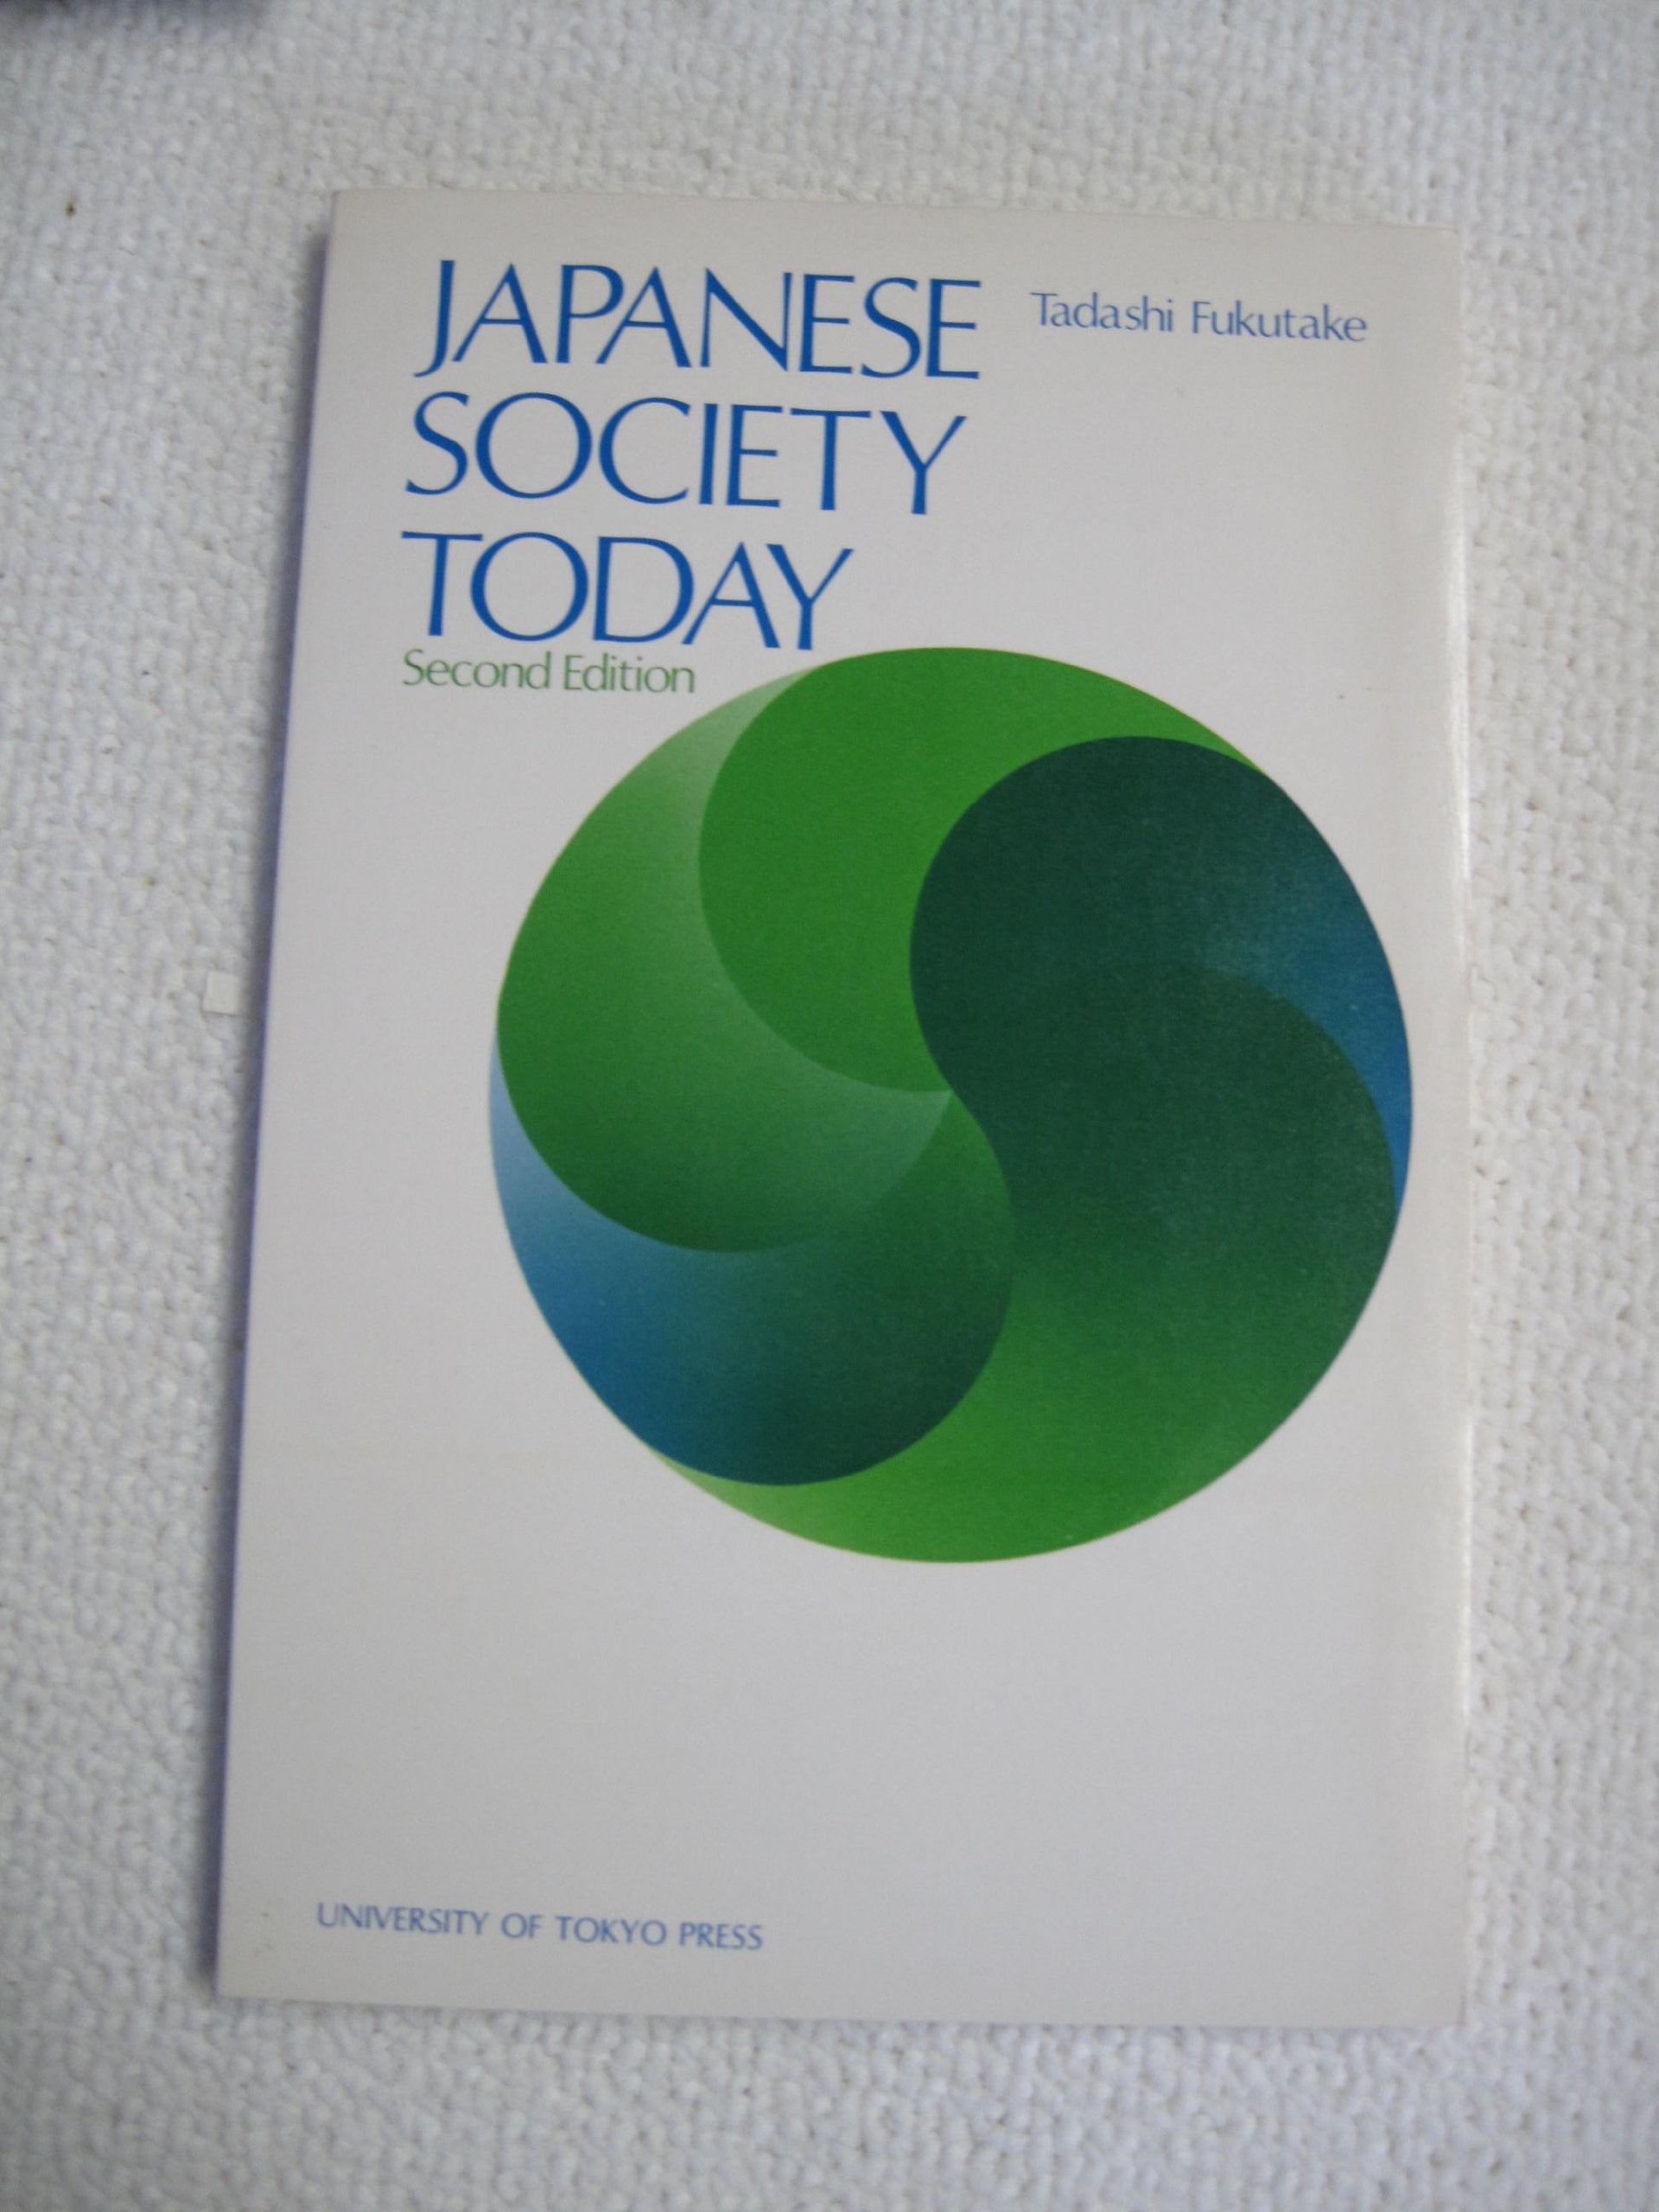 JAPANESE
SOCIETY
TODAY
Second Edition
Tadashi Fukutake
UNIVERSITY OF TOKYO PRESS